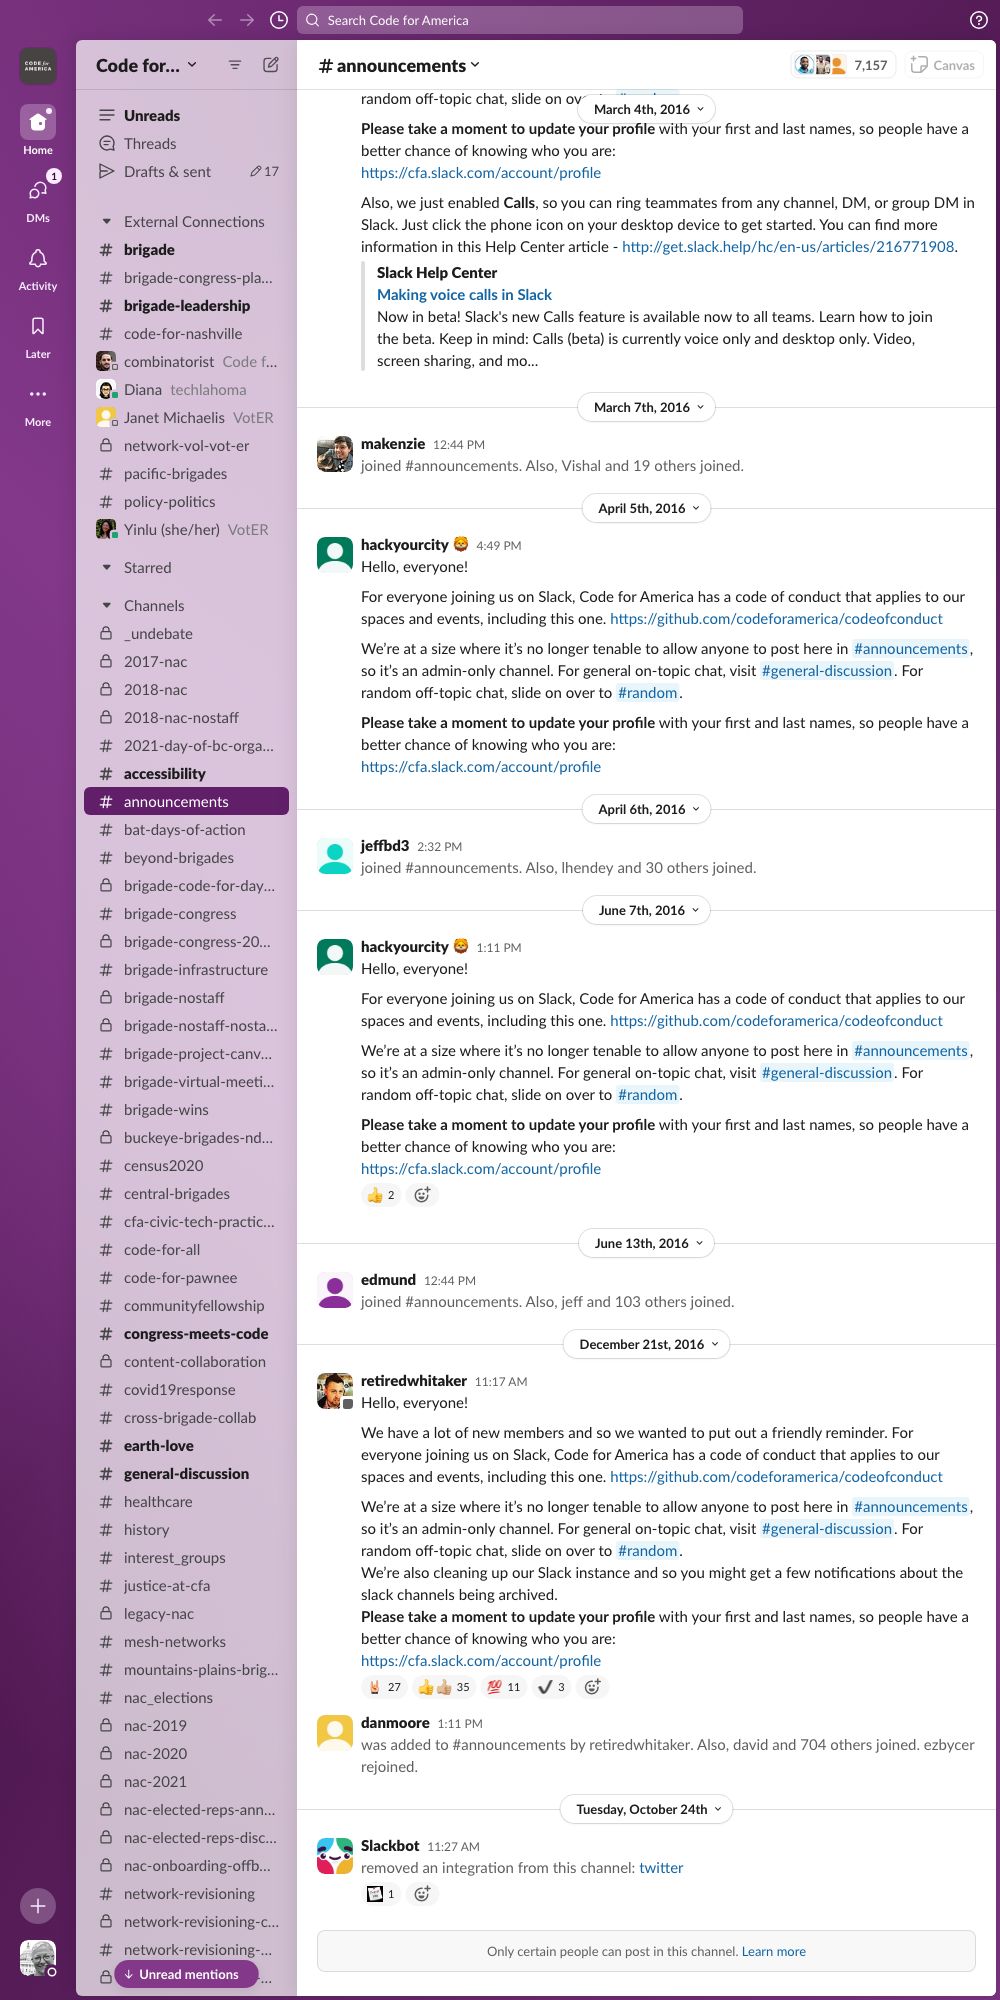 Search Code for America
CODE for
AMERICA
Home
1
DMs
Activity
Later
More
Code for...
Unreads
Threads
Drafts & sent 17
External Connections
brigade
brigade-congress-pla...
brigade-leadership
code-for-nashville
combinatorist Code f...
Diana techlahoma
Janet Michaelis VotER
network-vol-vot-er
pacific-brigades
policy-politics
Yinlu (she/her) VotER
Starred
Channels
_undebate
2017-nac
2018-nac
2018-nac-nostaff
2021-day-of-bc-orga...
accessibility
announcements
bat-days-of-action
beyond-brigades
brigade-code-for-day...
brigade-congress
brigade-congress-20...
brigade-infrastructure
brigade-nostaff
brigade-nostaff-nosta...
brigade-project-canv...
brigade-virtual-meeti...
brigade-wins
buckeye-brigades-nd...
census2020
central-brigades
cfa-civic-tech-practic...
code-for-all
code-for-pawnee
communityfellowship
congress-meets-code
content-collaboration
covid19response
cross-brigade-collab
earth-love
general-discussion
healthcare
history
interest_groups
justice-at-cfa
legacy-nac
mesh-networks
mountains-plains-brig...
nac_elections
nac-2019
nac-2020
nac-2021
nac-elected-reps-ann...
nac-elected-reps-disc...
nac-onboarding-offb...
network-revisioning
network-revisioning-c...
network-revisioning-...
↓ Unread mentions
# announcements
7,157
Canvas
random off-topic chat, slide on
March 4th, 2016
Please take a moment to update your profile with your first and last names, so people have a
better chance of knowing who you are:
https://cfa.slack.com/account/profile
Also, we just enabled Calls, so you can ring teammates from any channel, DM, or group DM in
Slack. Just click the phone icon on your desktop device to get started. You can find more
information in this Help Center article - http://get.slack.help/hc/en-us/articles/216771908.
Slack Help Center
Making voice calls in Slack
Now in beta! Slack's new Calls feature is available now to all teams. Learn how to join
the beta. Keep in mind: Calls (beta) is currently voice only and desktop only. Video,
screen sharing, and mo...
March 7th, 2016
makenzie 12:44 PM
joined #announcements. Also, Vishal and 19 others joined.
April 5th, 2016
hackyourcity 4:49 PM
Hello, everyone!
For everyone joining us on Slack, Code for America has a code of conduct that applies to our
spaces and events, including this one. https://github.com/codeforamerica/codeofconduct
We're at a size where it's no longer tenable to allow anyone to post here in #announcements,
so it's an admin-only channel. For general on-topic chat, visit #general-discussion. For
random off-topic chat, slide on over to #random.
Please take a moment to update your profile with your first and last names, so people have a
better chance of knowing who you are:
https://cfa.slack.com/account/profile
April 6th, 2016
jeffbd3 2:32 PM
joined #announcements. Also, lhendey and 30 others joined.
June 7th, 2016
hackyourcity 1:11 PM
Hello, everyone!
For everyone joining us on Slack, Code for America has a code of conduct that applies to our
spaces and events, including this one. https://github.com/codeforamerica/codeofconduct
We're at a size where it's no longer tenable to allow anyone to post here in #announcements,
so it's an admin-only channel. For general on-topic chat, visit #general-discussion. For
random off-topic chat, slide on over to #random.
Please take a moment to update your profile with your first and last names, so people have a
better chance of knowing who you are:
https://cfa.slack.com/account/profile
2
June 13th, 2016
edmund 12:44 PM
joined #announcements. Also, jeff and 103 others joined.
December 21st, 2016
retiredwhitaker 11:17 AM
Hello, everyone!
We have a lot of new members and so we wanted to put out a friendly reminder. For
everyone joining us on Slack, Code for America has a code of conduct that applies to our
spaces and events, including this one. https://github.com/codeforamerica/codeofconduct
We're at a size where it's no longer tenable to allow anyone to post here in #announcements,
so it's an admin-only channel. For general on-topic chat, visit #general-discussion. For
random off-topic chat, slide on over to #random.
We're also cleaning up our Slack instance and so you might get a few notifications about the
slack channels being archived.
Please take a moment to update your profile with your first and last names, so people have a
better chance of knowing who you are:
https://cfa.slack.com/account/profile
27 35 100 11 3
danmoore 1:11 PM
was added to #announcements by retiredwhitaker. Also, david and 704 others joined. ezbycer
rejoined.
Tuesday, October 24th
Slackbot 11:27 AM
removed an integration from this channel: twitter
1
Only certain people can post in this channel. Learn more